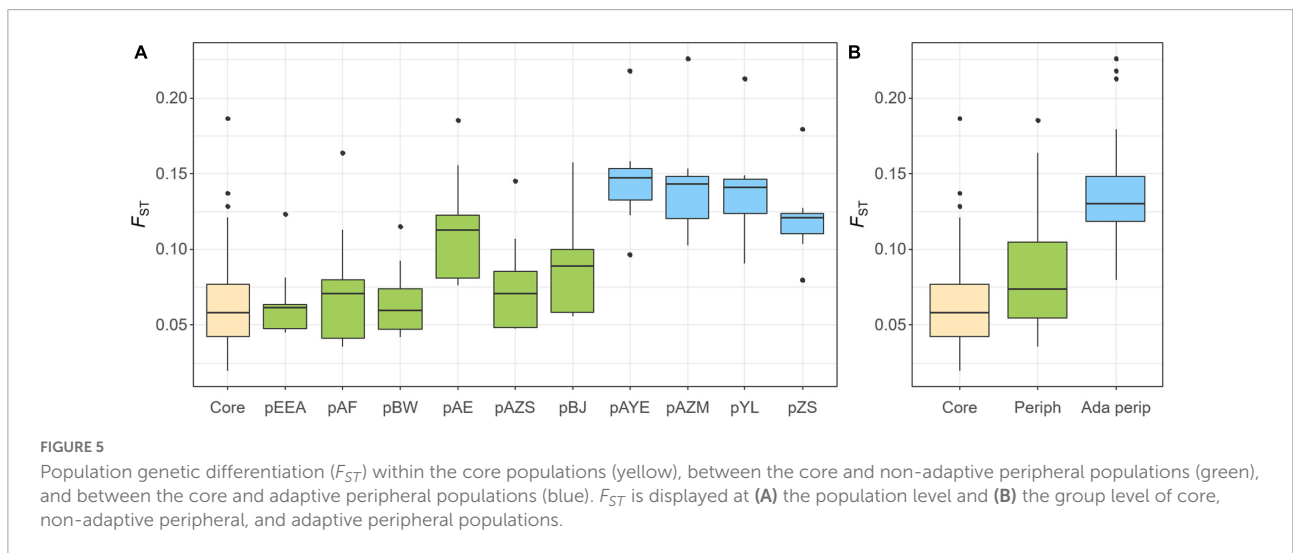 A
B
F_ST
0.20
0.15
0.10
0.05
Core pEEA pAF pBW pAE pAZS pBJ pAYE pAZM pYL pZS
F_ST
0.20
0.15
0.10
0.05
Core Periph Ada perip
FIGURE 5
Population genetic differentiation (F_ST) within the core populations (yellow), between the core and non-adaptive peripheral populations (green),
and between the core and adaptive peripheral populations (blue). F_ST is displayed at (A) the population level and (B) the group level of core,
non-adaptive peripheral, and adaptive peripheral populations.